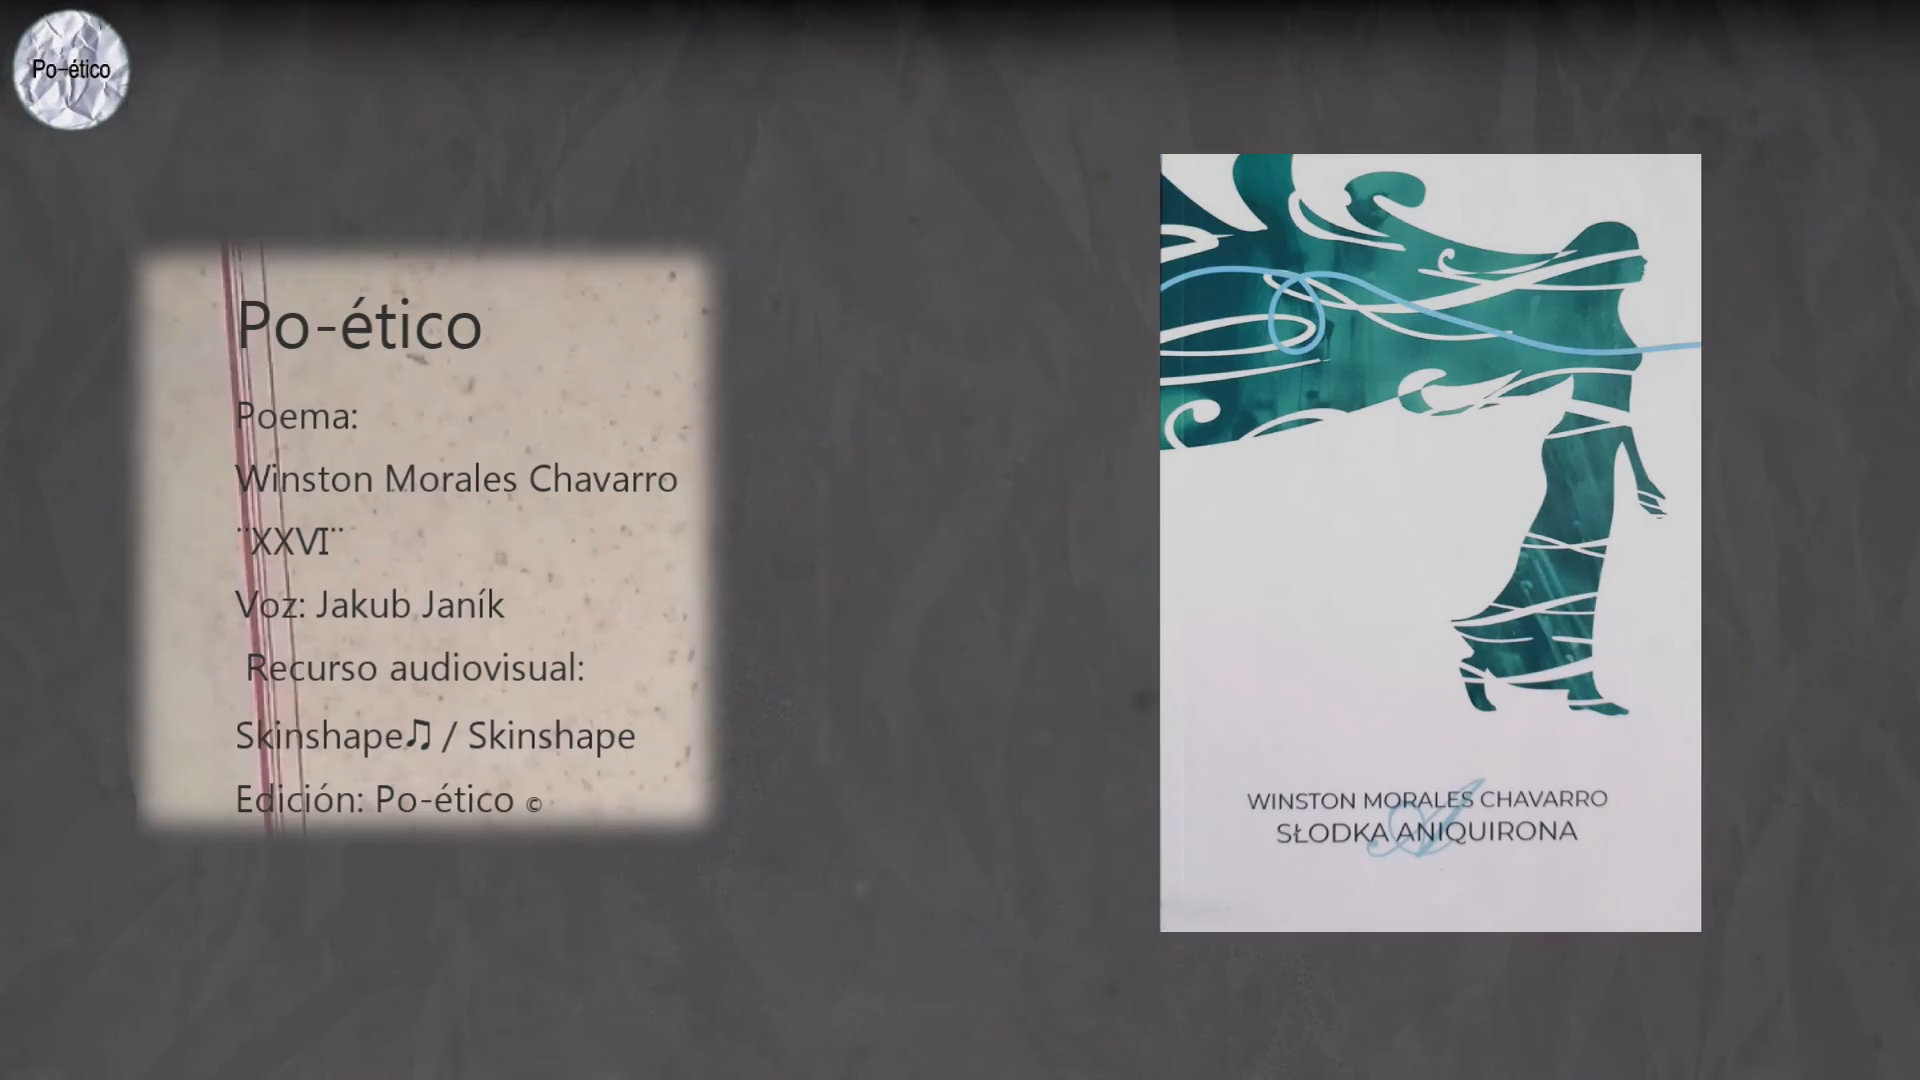 Po-ético
Po-ético
Poema:
Winston Morales Chavarro
¨XXVI¨
Voz: Jakub Janík
Recurso audiovisual:
Skinshape♫ / Skinshape
Edición: Po-ético ©
WINSTON MORALES CHAVARRO
SŁODKA ANIQUIRONA
A